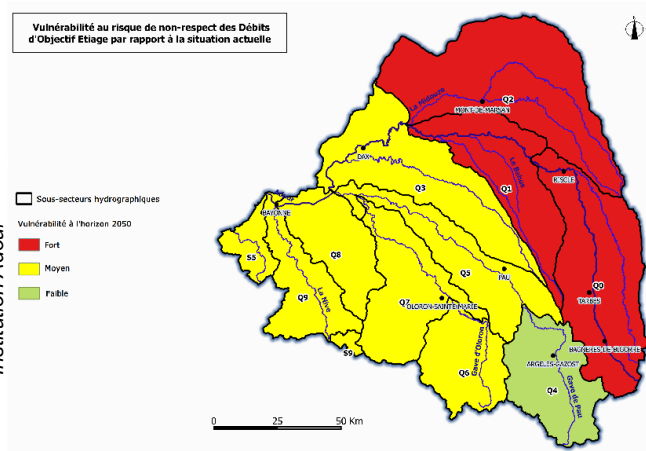 Vulnérabilité au risque de non-respect des Débits
d'Objectif Etiage par rapport à la situation actuelle
La Midouze
Q2
MONT-DE-MARSAN
DAX
Q3
Q1
RISCLE
Sous-secteurs hydrographiques
BAYONNE
Vulnérabilité à l'horizon 2050
Fort
Moyen
Faible
S5
Q8
Q9
La Nive
S9
Q7
OLORON-SAINTE-MARIE
Q5
PAU
Q0
TARBES
BAGNERES-DE-BIGORRE
Gave d'Oloron
Q6
ARGELES-GAZOST
Q4
Gave de Pau
0 25 50 Km